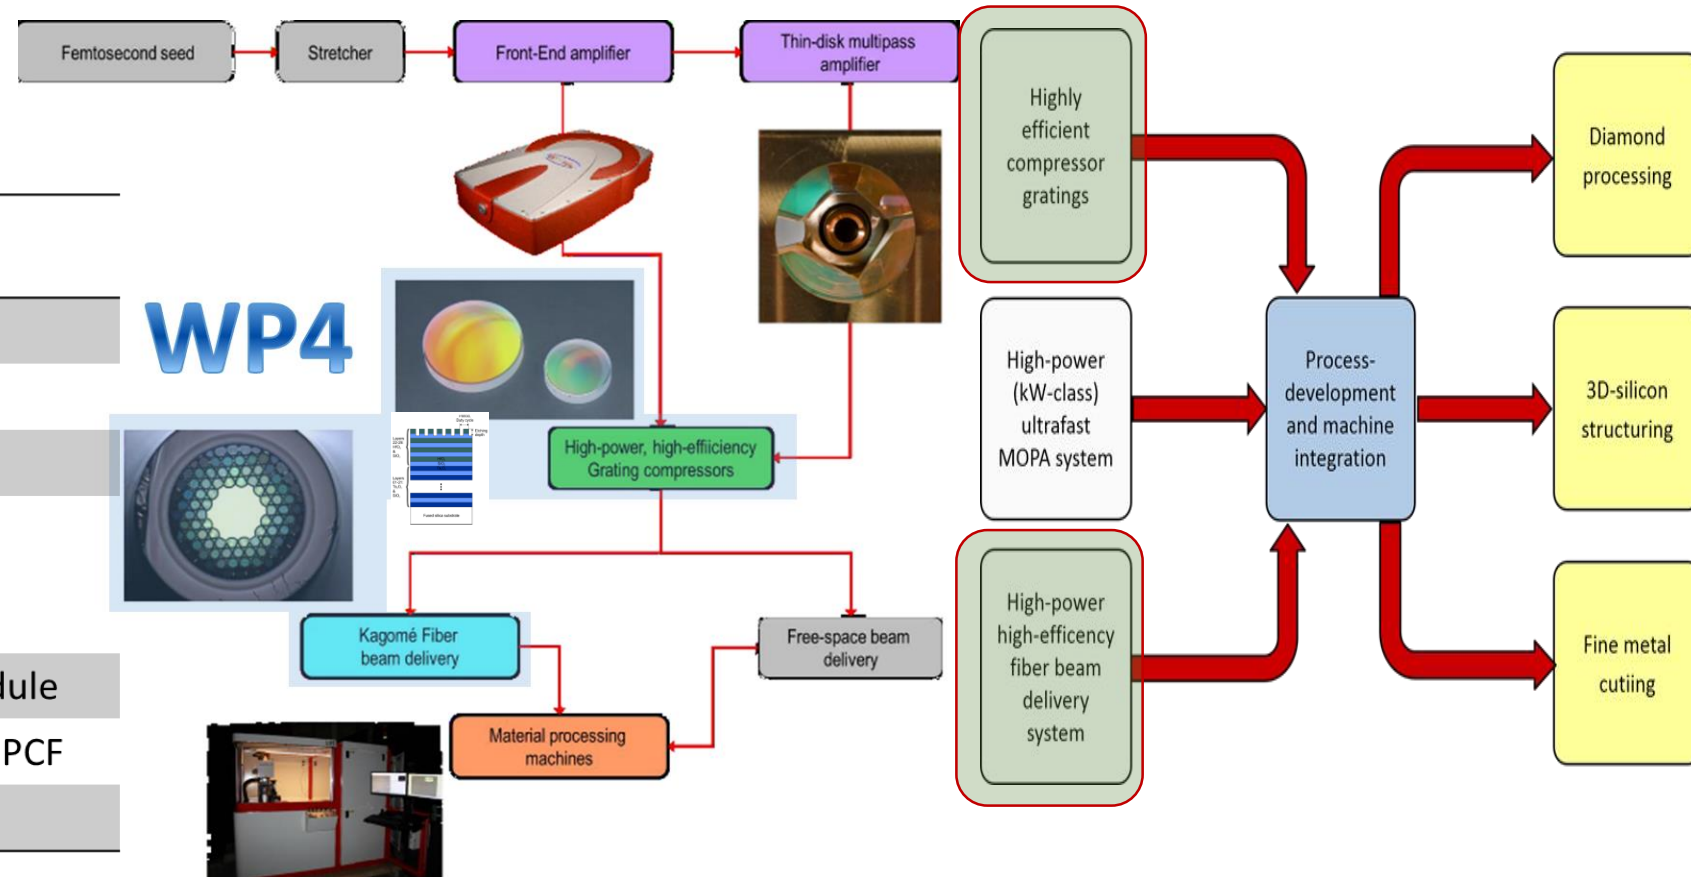 Femtosecond seed
Stretcher
Front-End amplifier
Thin-disk multipass
amplifier
WP4
High-power, high-effiiciency
Grating compressors
Kagomé Fiber
beam delivery
Free-space beam
delivery
Material processing
machines
dule
PCF
Fused silica substrate
Highly
efficient
compressor
gratings
High-power
(kW-class)
ultrafast
MOPA system
High-power
high-efficency
fiber beam
delivery
system
Process-
development
and machine
integration
Diamond
processing
3D-silicon
structuring
Fine metal
cutiing